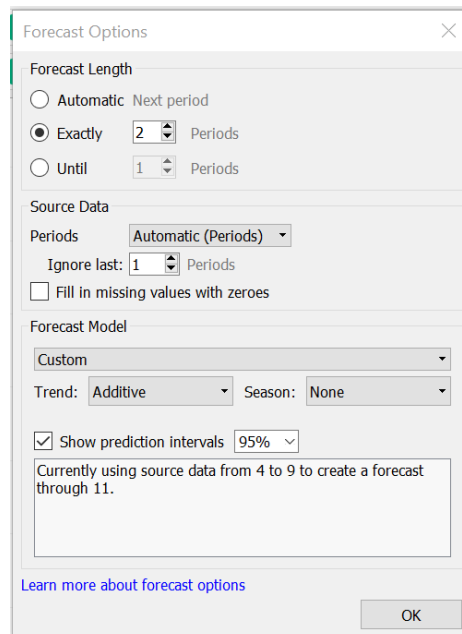 Forecast Options
Forecast Length
Automatic Next period
Exactly 2 Periods
Until 1 Periods
Source Data
Periods Automatic (Periods)
Ignore last: 1 Periods
Fill in missing values with zeroes
Forecast Model
Custom
Trend: Additive Season: None
Show prediction intervals 95%
Currently using source data from 4 to 9 to create a forecast
through 11.
Learn more about forecast options
OK